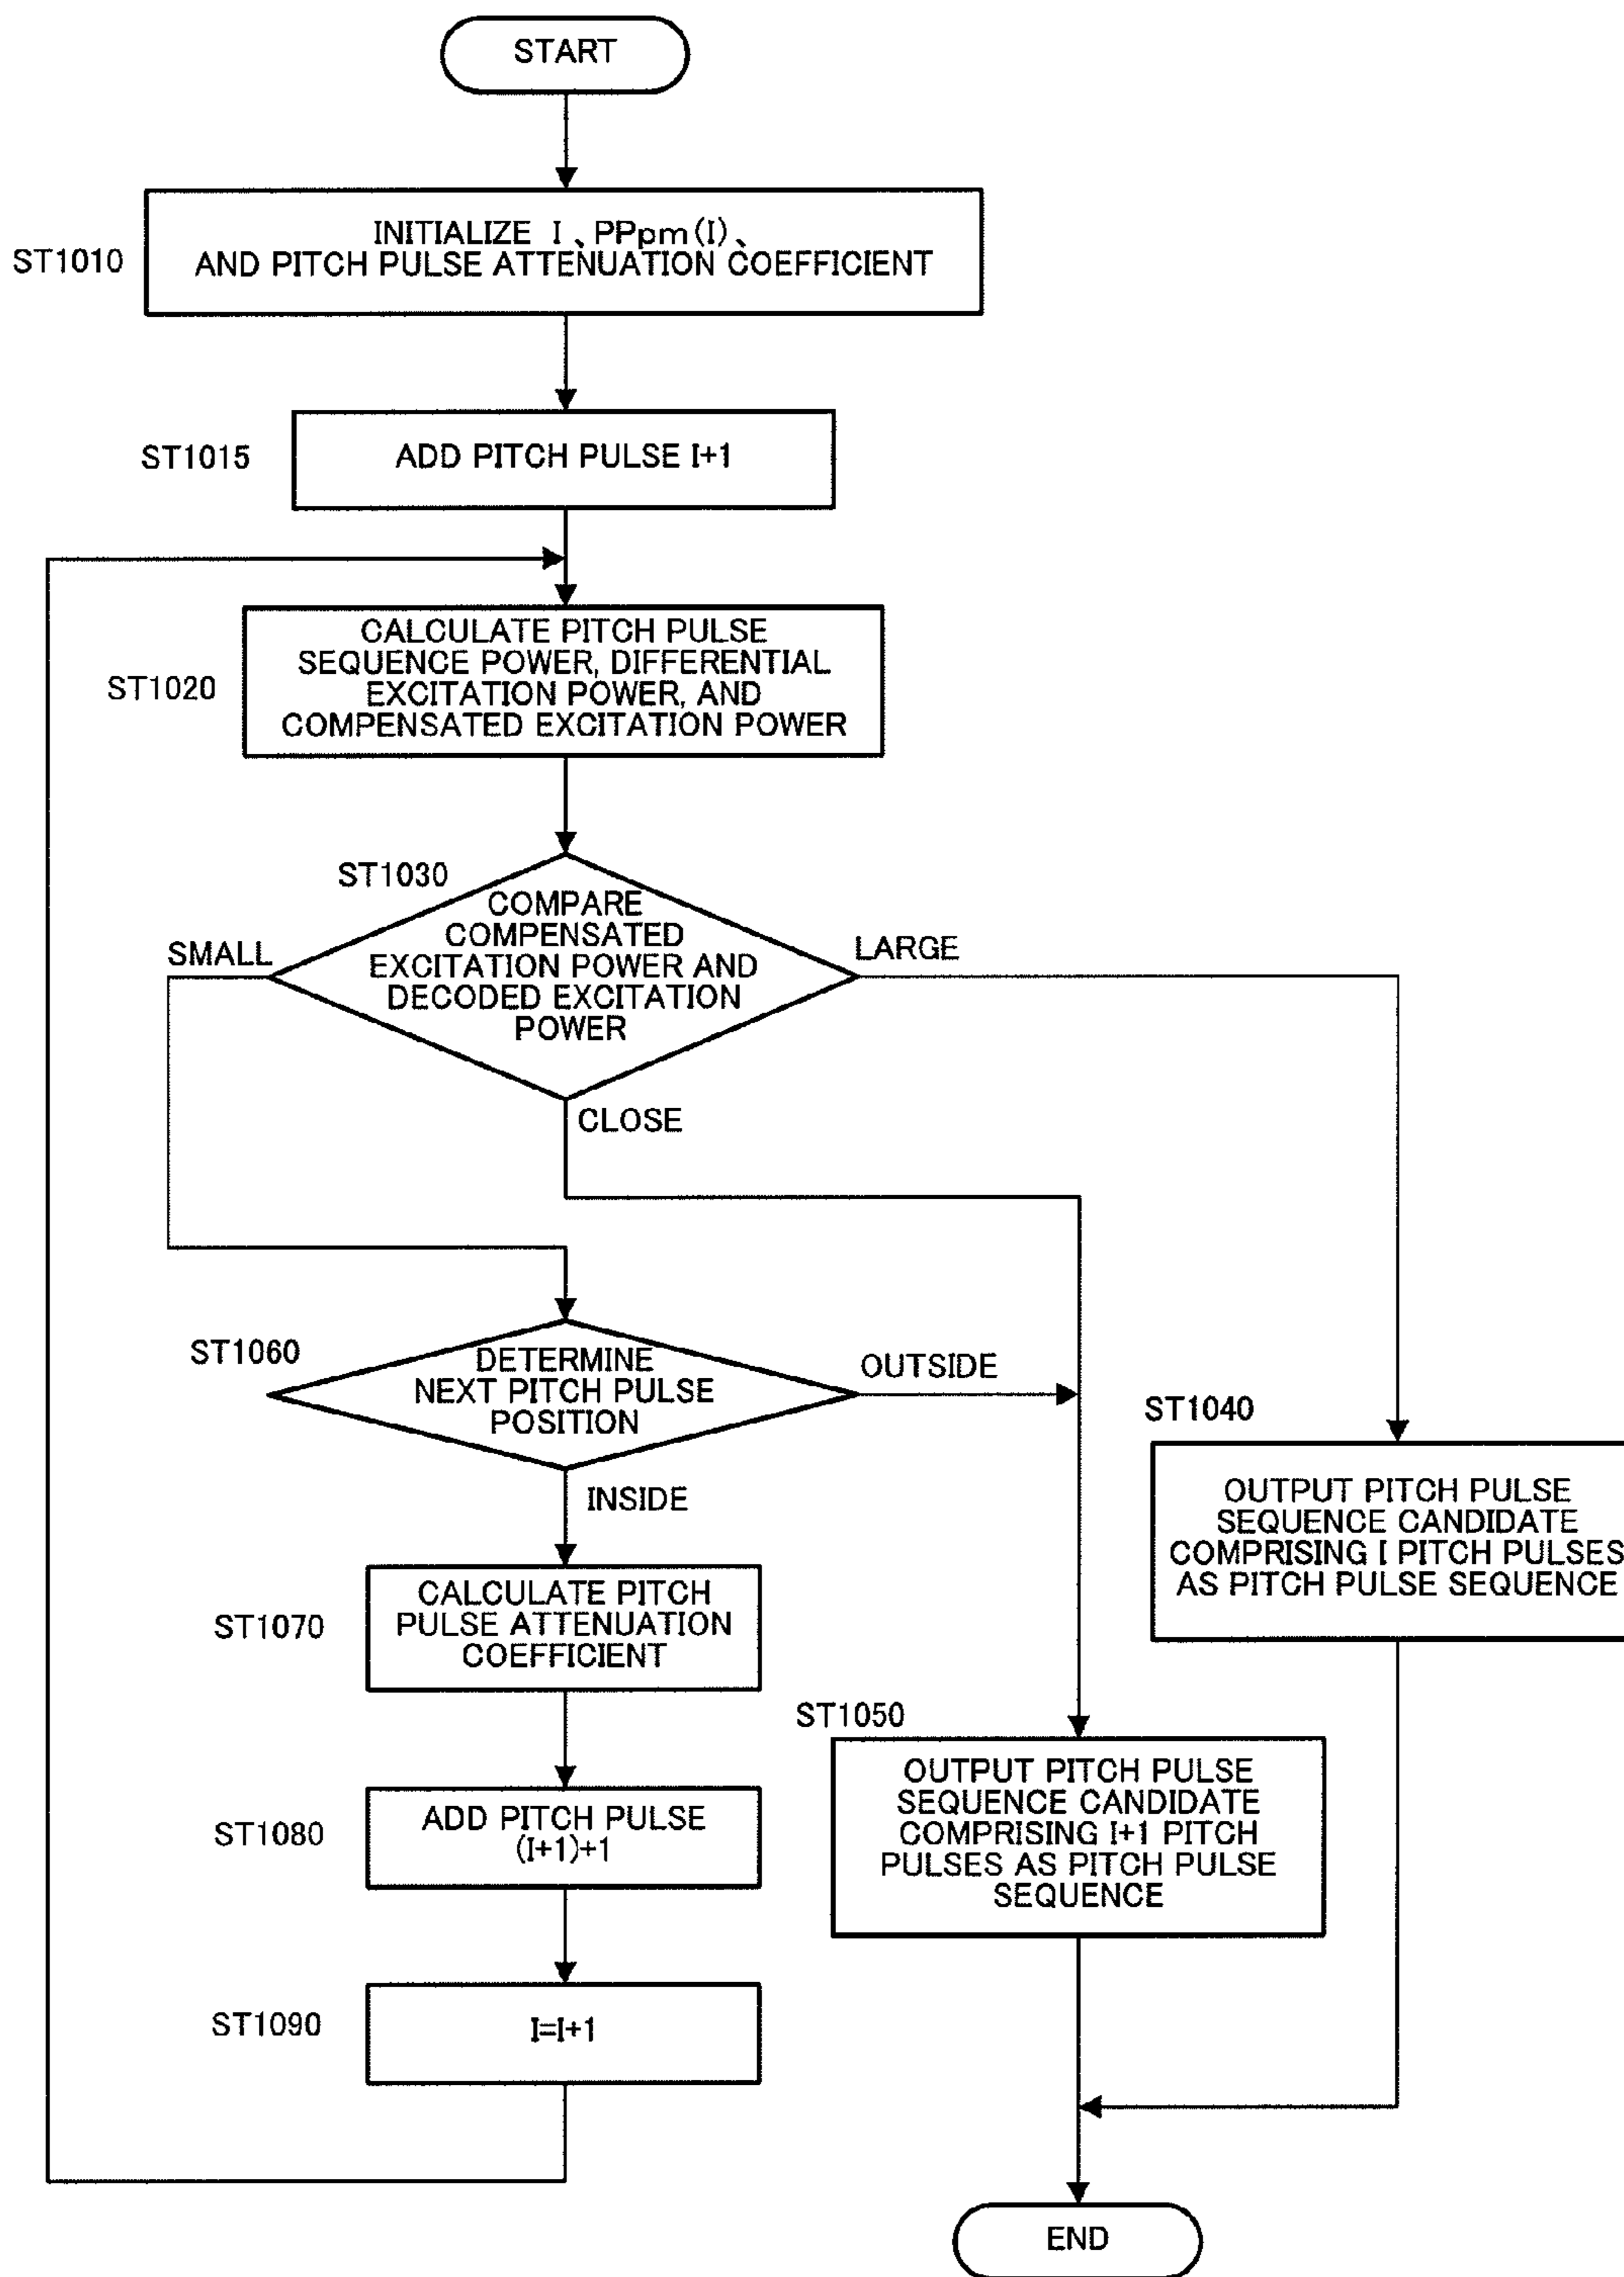 START
ST1010
INITIALIZE I、PPpm(I)、
AND PITCH PULSE ATTENUATION COEFFICIENT
ST1015
ADD PITCH PULSE I+1
ST1020
CALCULATE PITCH PULSE
SEQUENCE POWER, DIFFERENTIAL
EXCITATION POWER, AND
COMPENSATED EXCITATION POWER
ST1030
COMPARE
COMPENSATED
EXCITATION POWER AND
DECODED EXCITATION
POWER
SMALL
LARGE
CLOSE
ST1060
DETERMINE
NEXT PITCH PULSE
POSITION
OUTSIDE
INSIDE
ST1040
OUTPUT PITCH PULSE
SEQUENCE CANDIDATE
COMPRISING I PITCH PULSES
AS PITCH PULSE SEQUENCE
ST1070
CALCULATE PITCH
PULSE ATTENUATION
COEFFICIENT
ST1050
OUTPUT PITCH PULSE
SEQUENCE CANDIDATE
COMPRISING I+1 PITCH
PULSES AS PITCH PULSE
SEQUENCE
ST1080
ADD PITCH PULSE
(I+1)+1
ST1090
I=I+1
END